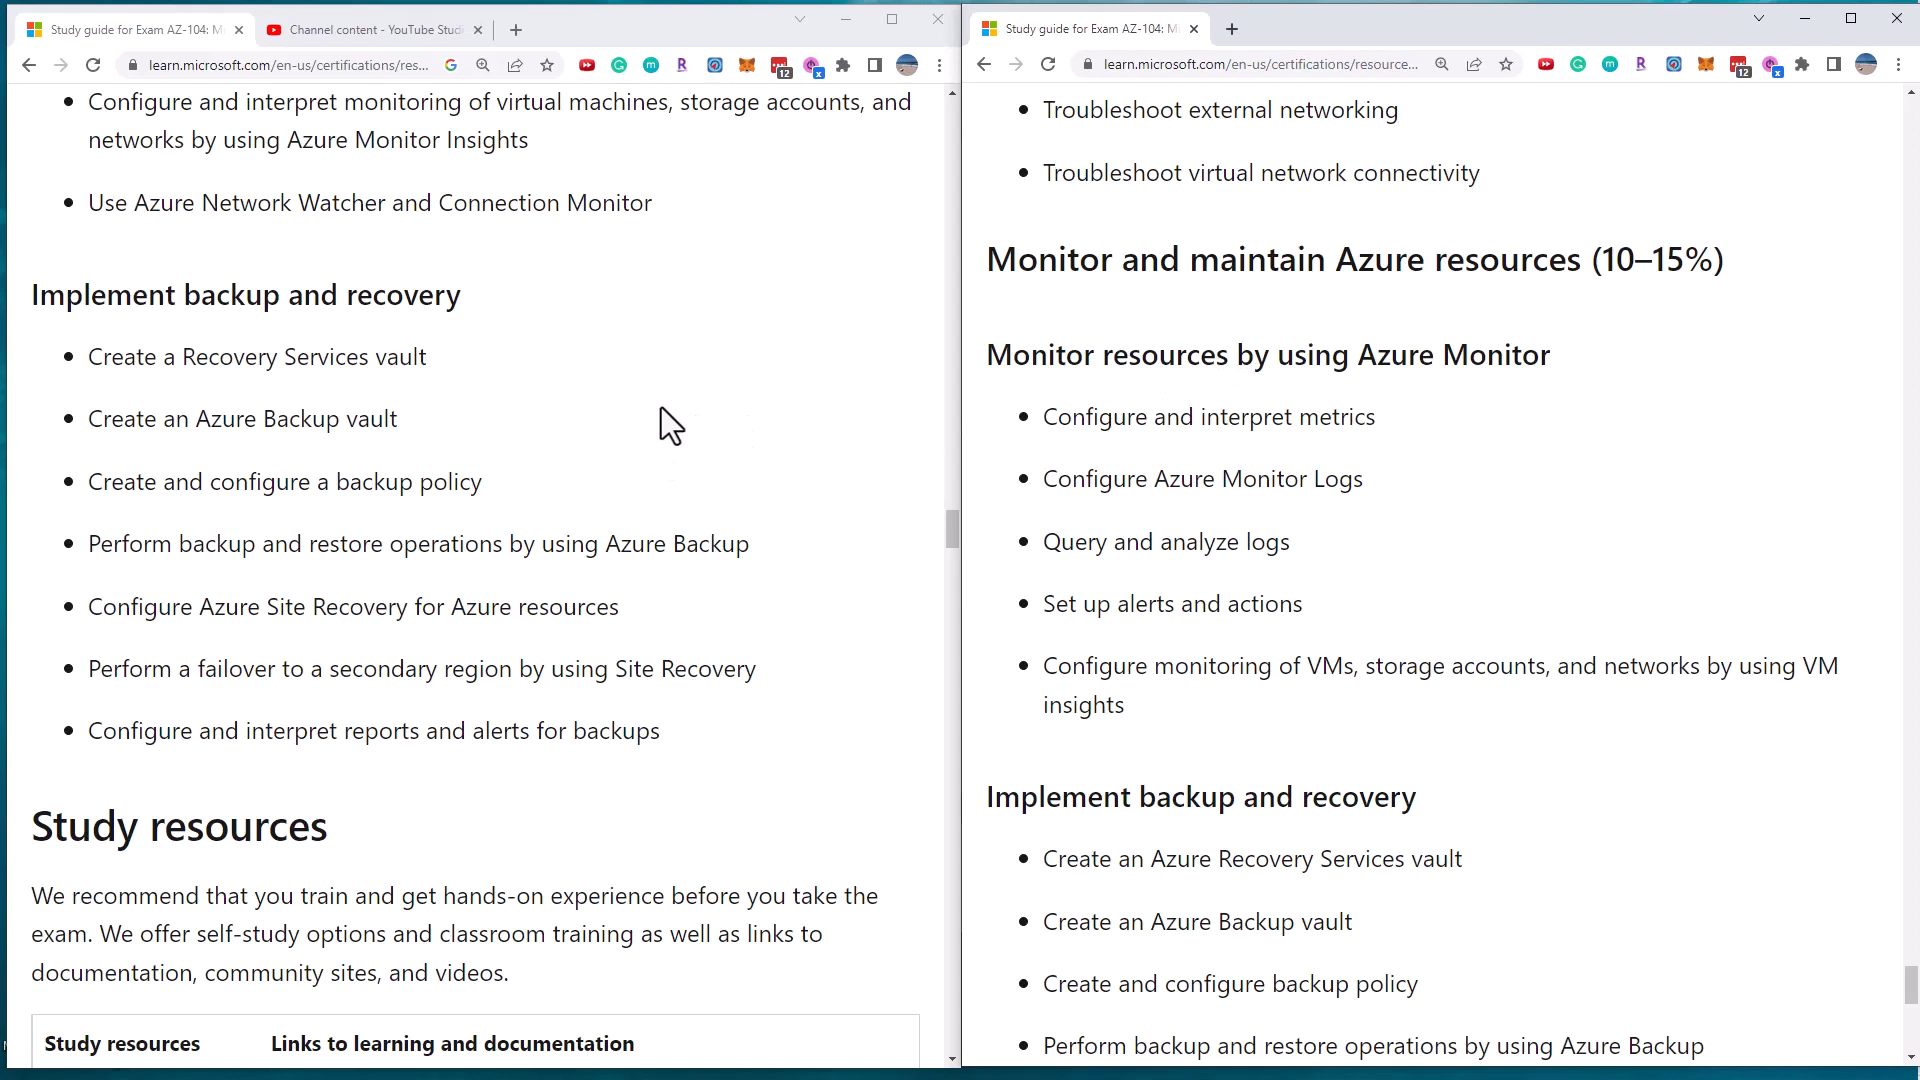 Study guide for Exam AZ-104: M
Channel content - YouTube Stud
learn.microsoft.com/en-us/certifications/res...
12
Configure and interpret monitoring of virtual machines, storage accounts, and
networks by using Azure Monitor Insights
Use Azure Network Watcher and Connection Monitor
Implement backup and recovery
Create a Recovery Services vault
Create an Azure Backup vault
Create and configure a backup policy
Perform backup and restore operations by using Azure Backup
Configure Azure Site Recovery for Azure resources
Perform a failover to a secondary region by using Site Recovery
Configure and interpret reports and alerts for backups
Study resources
We recommend that you train and get hands-on experience before you take the
exam. We offer self-study options and classroom training as well as links to
documentation, community sites, and videos.
Study resources
Links to learning and documentation
Study guide for Exam AZ-104: Mi
learn.microsoft.com/en-us/certifications/resource...
12
Troubleshoot external networking
Troubleshoot virtual network connectivity
Monitor and maintain Azure resources (10–15%)
Monitor resources by using Azure Monitor
Configure and interpret metrics
Configure Azure Monitor Logs
Query and analyze logs
Set up alerts and actions
Configure monitoring of VMs, storage accounts, and networks by using VM
insights
Implement backup and recovery
Create an Azure Recovery Services vault
Create an Azure Backup vault
Create and configure backup policy
Perform backup and restore operations by using Azure Backup